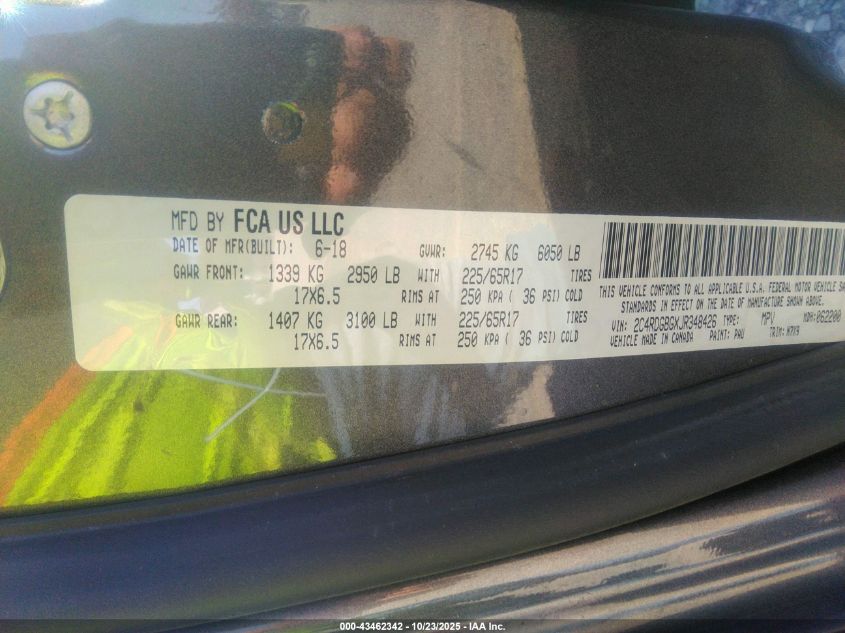 MFD BY FCA US LLC
DATE OF MFR(BUILT): 6-18 GVWR: 2745 KG 6050 LB
GAWR FRONT: 1339 KG 2950 LB WITH 225/65R17 TIRES
17X6.5 RIMS AT 250 KPA ( 36 PSI) COLD
GAWR REAR: 1407 KG 3100 LB WITH 225/65R17 TIRES
17X6.5 RIMS AT 250 KPA ( 36 PSI) COLD
THIS VEHICLE CONFORMS TO ALL APPLICABLE U.S.A. FEDERAL MOTOR VEHICLE SA
STANDARDS IN EFFECT ON THE DATE OF MANUFACTURE SHOWN ABOVE.
VIN: 2C4RDGBGXJR348426 TYPE: MPV MDH: 062200
VEHICLE MADE IN CANADA PAINT: PAU TRIM:
000-43462342 - 10/23/2025 - IAA Inc.